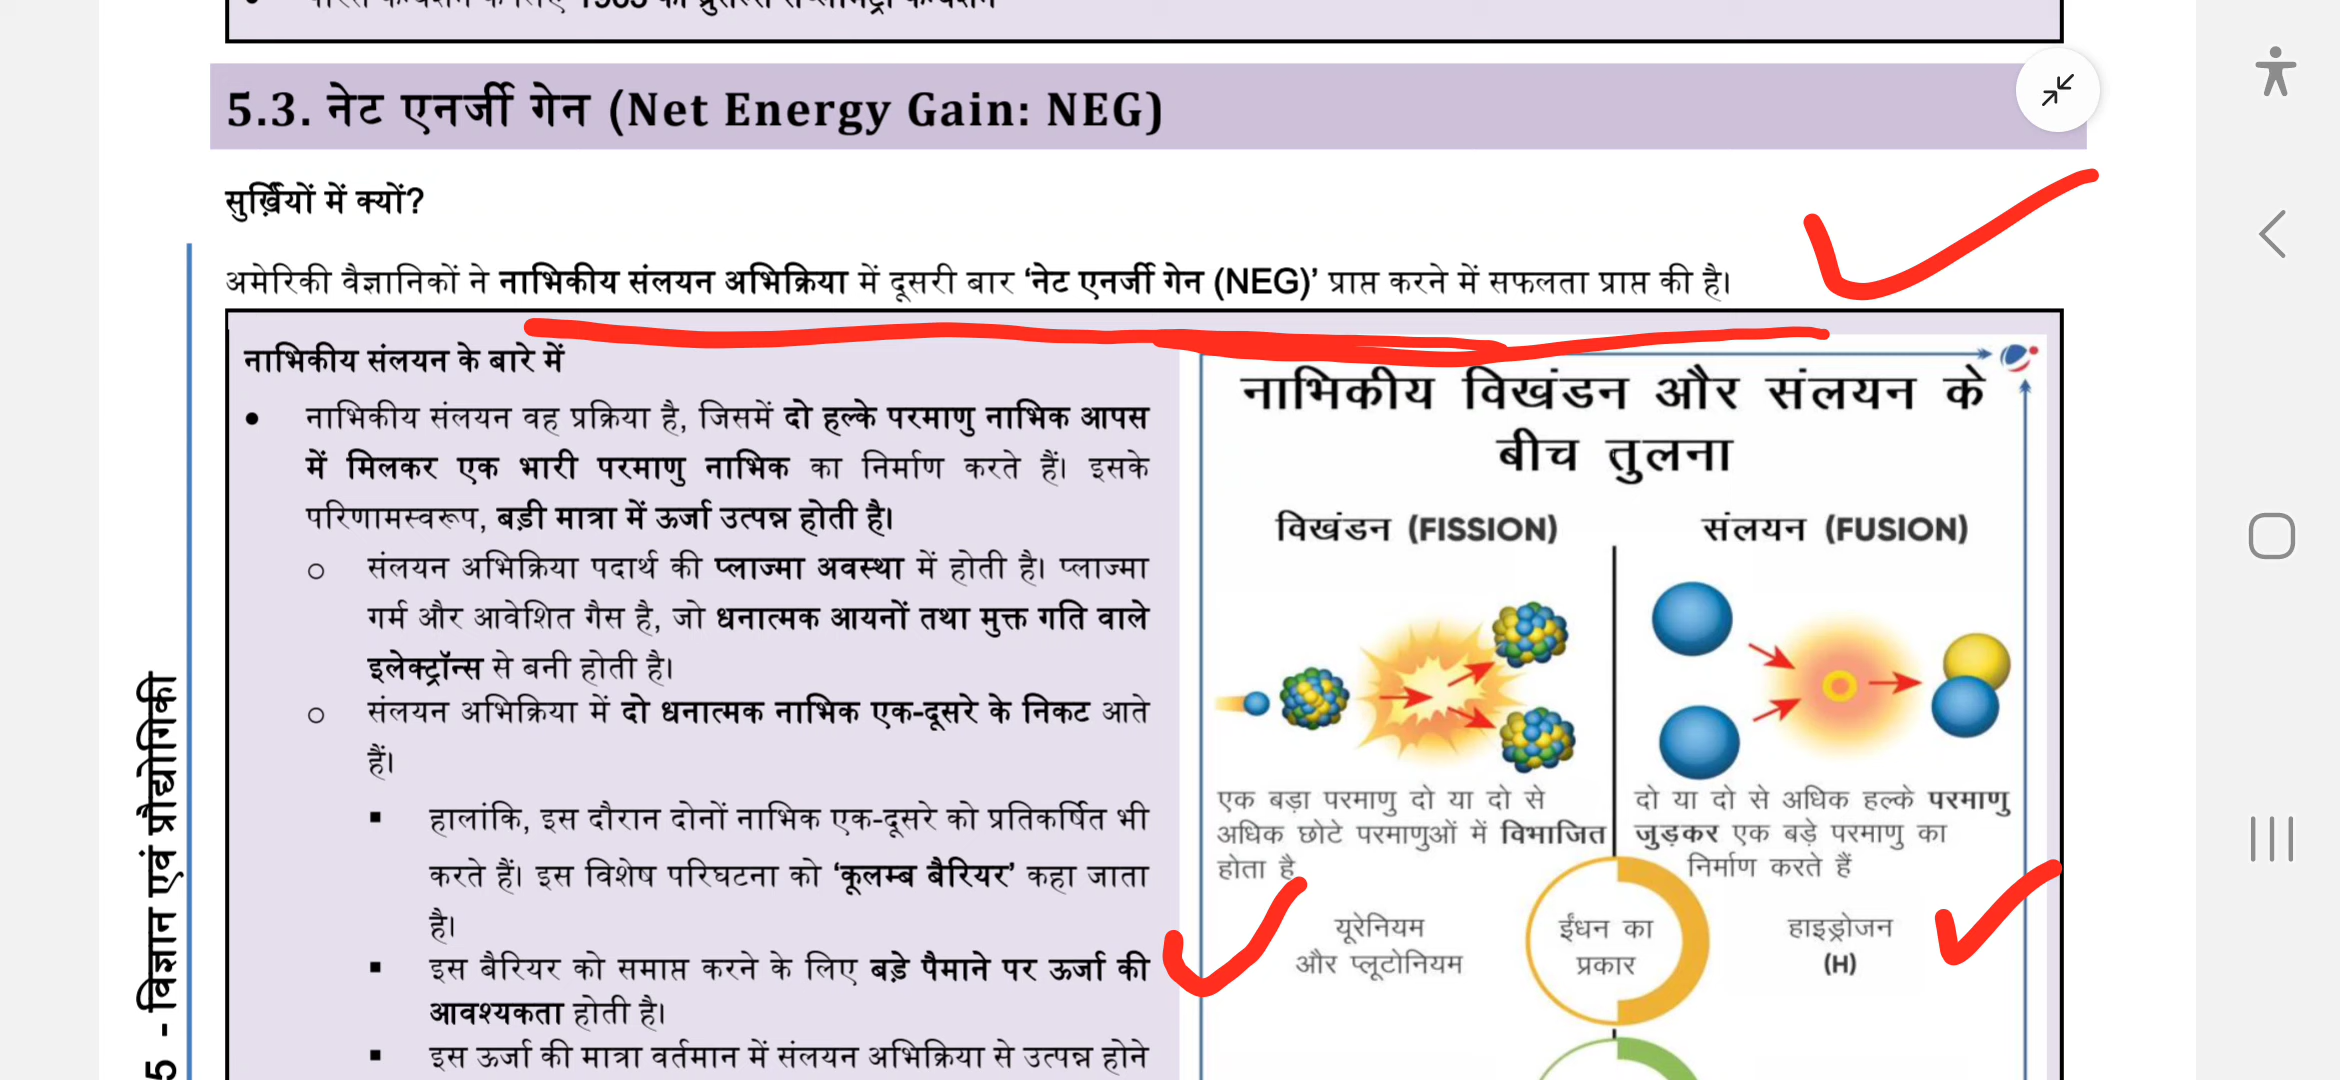 5.3. नेट एनर्जी गेन (Net Energy Gain: NEG)
सुर्ख़ियों में क्यों?
अमेरिकी वैज्ञानिकों ने नाभिकीय संलयन अभिक्रिया में दूसरी बार ‘नेट एनर्जी गेन (NEG)’ प्राप्त करने में सफलता प्राप्त की है।
नाभिकीय संलयन के बारे में
• नाभिकीय संलयन वह प्रक्रिया है, जिसमें दो हल्के परमाणु नाभिक आपस
में मिलकर एक भारी परमाणु नाभिक का निर्माण करते हैं। इसके
परिणामस्वरूप, बड़ी मात्रा में ऊर्जा उत्पन्न होती है।
o संलयन अभिक्रिया पदार्थ की प्लाज्मा अवस्था में होती है। प्लाज्मा
गर्म और आवेशित गैस है, जो धनात्मक आयनों तथा मुक्त गति वाले
इलेक्ट्रॉन्स से बनी होती है।
o संलयन अभिक्रिया में दो धनात्मक नाभिक एक-दूसरे के निकट आते
हैं।
▪ हालांकि, इस दौरान दोनों नाभिक एक-दूसरे को प्रतिकर्षित भी
करते हैं। इस विशेष परिघटना को ‘कूलम्ब बैरियर’ कहा जाता
है।
▪ इस बैरियर को समाप्त करने के लिए बड़े पैमाने पर ऊर्जा की
आवश्यकता होती है।
▪ इस ऊर्जा की मात्रा वर्तमान में संलयन अभिक्रिया से उत्पन्न होने
नाभिकीय विखंडन और संलयन के
बीच तुलना
विखंडन (FISSION)
संलयन (FUSION)
एक बड़ा परमाणु दो या दो से
अधिक छोटे परमाणुओं में विभाजित
होता है
दो या दो से अधिक हल्के परमाणु
जुड़कर एक बड़े परमाणु का
निर्माण करते हैं
यूरेनियम
और प्लूटोनियम
ईंधन का
प्रकार
हाइड्रोजन
(H)
5 - विज्ञान एवं प्रौद्योगिकी